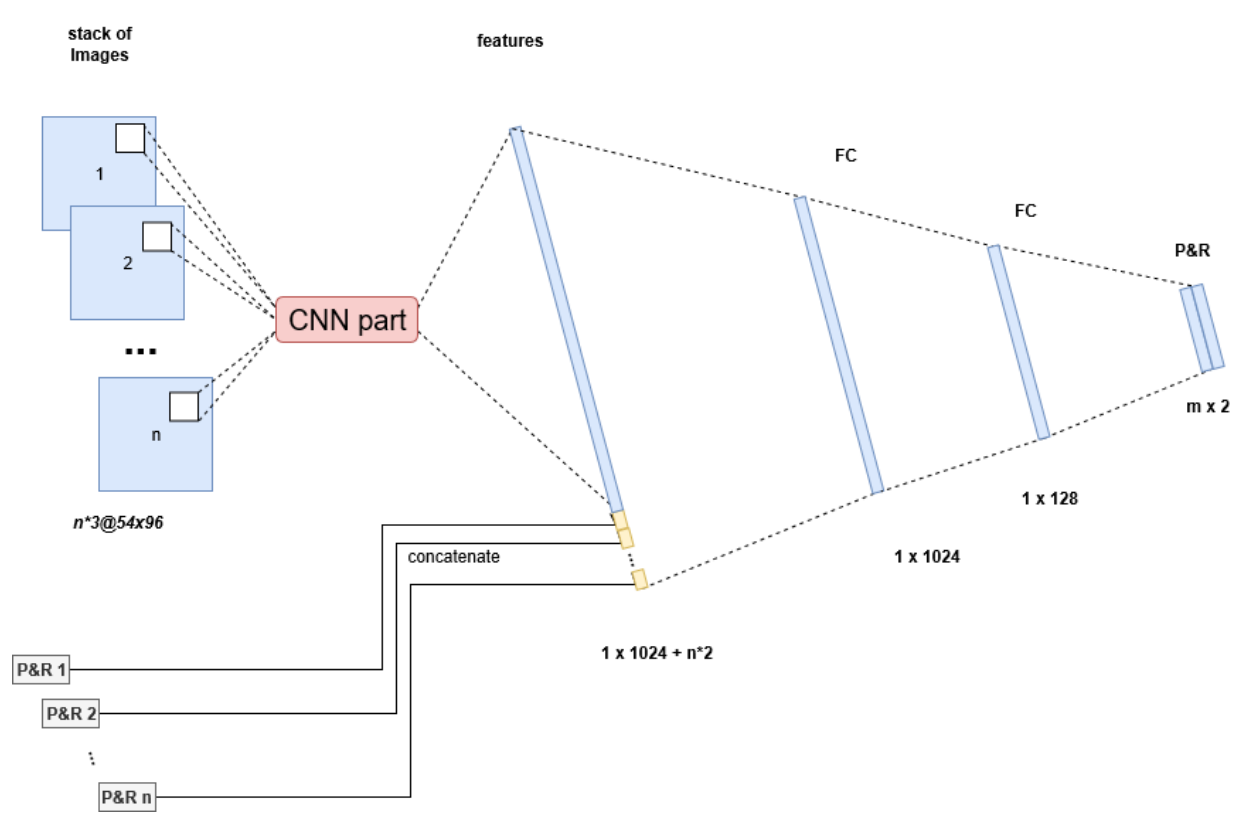 stack of
Images
features
FC
FC
P&R
1
2
...
n
CNN part
n*3@54x96
concatenate
m x 2
1 x 128
1 x 1024
1 x 1024 + n*2
P&R 1
P&R 2
...
P&R n